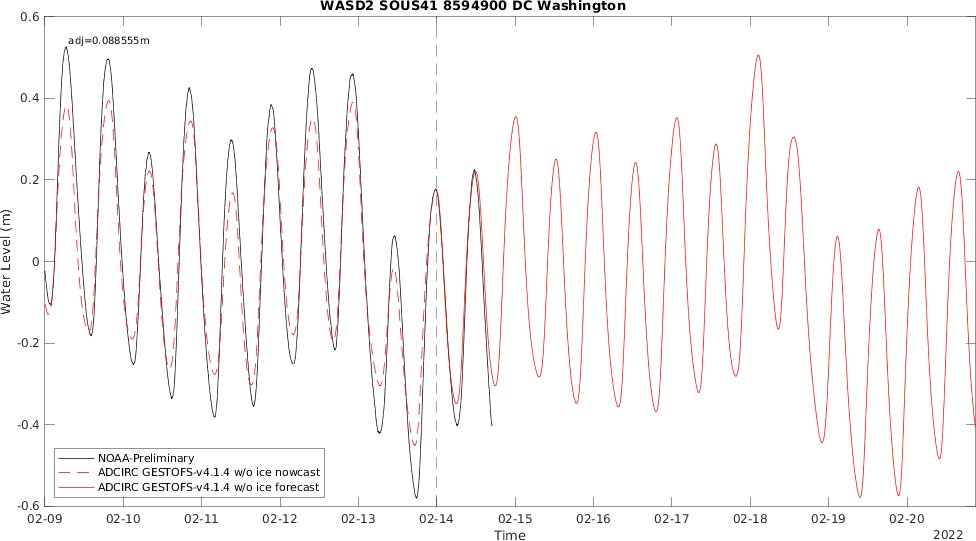 WASD2 SOUS41 8594900 DC Washington
adj=0.088555m
0.6
0.4
0.2
0
-0.2
-0.4
-0.6
Water Level (m)
NOAA-Preliminary
ADCIRC GESTOFS-v4.1.4 w/o ice nowcast
ADCIRC GESTOFS-v4.1.4 w/o ice forecast
02-09 02-10 02-11 02-12 02-13 02-14 02-15 02-16 02-17 02-18 02-19 02-20
Time
2022